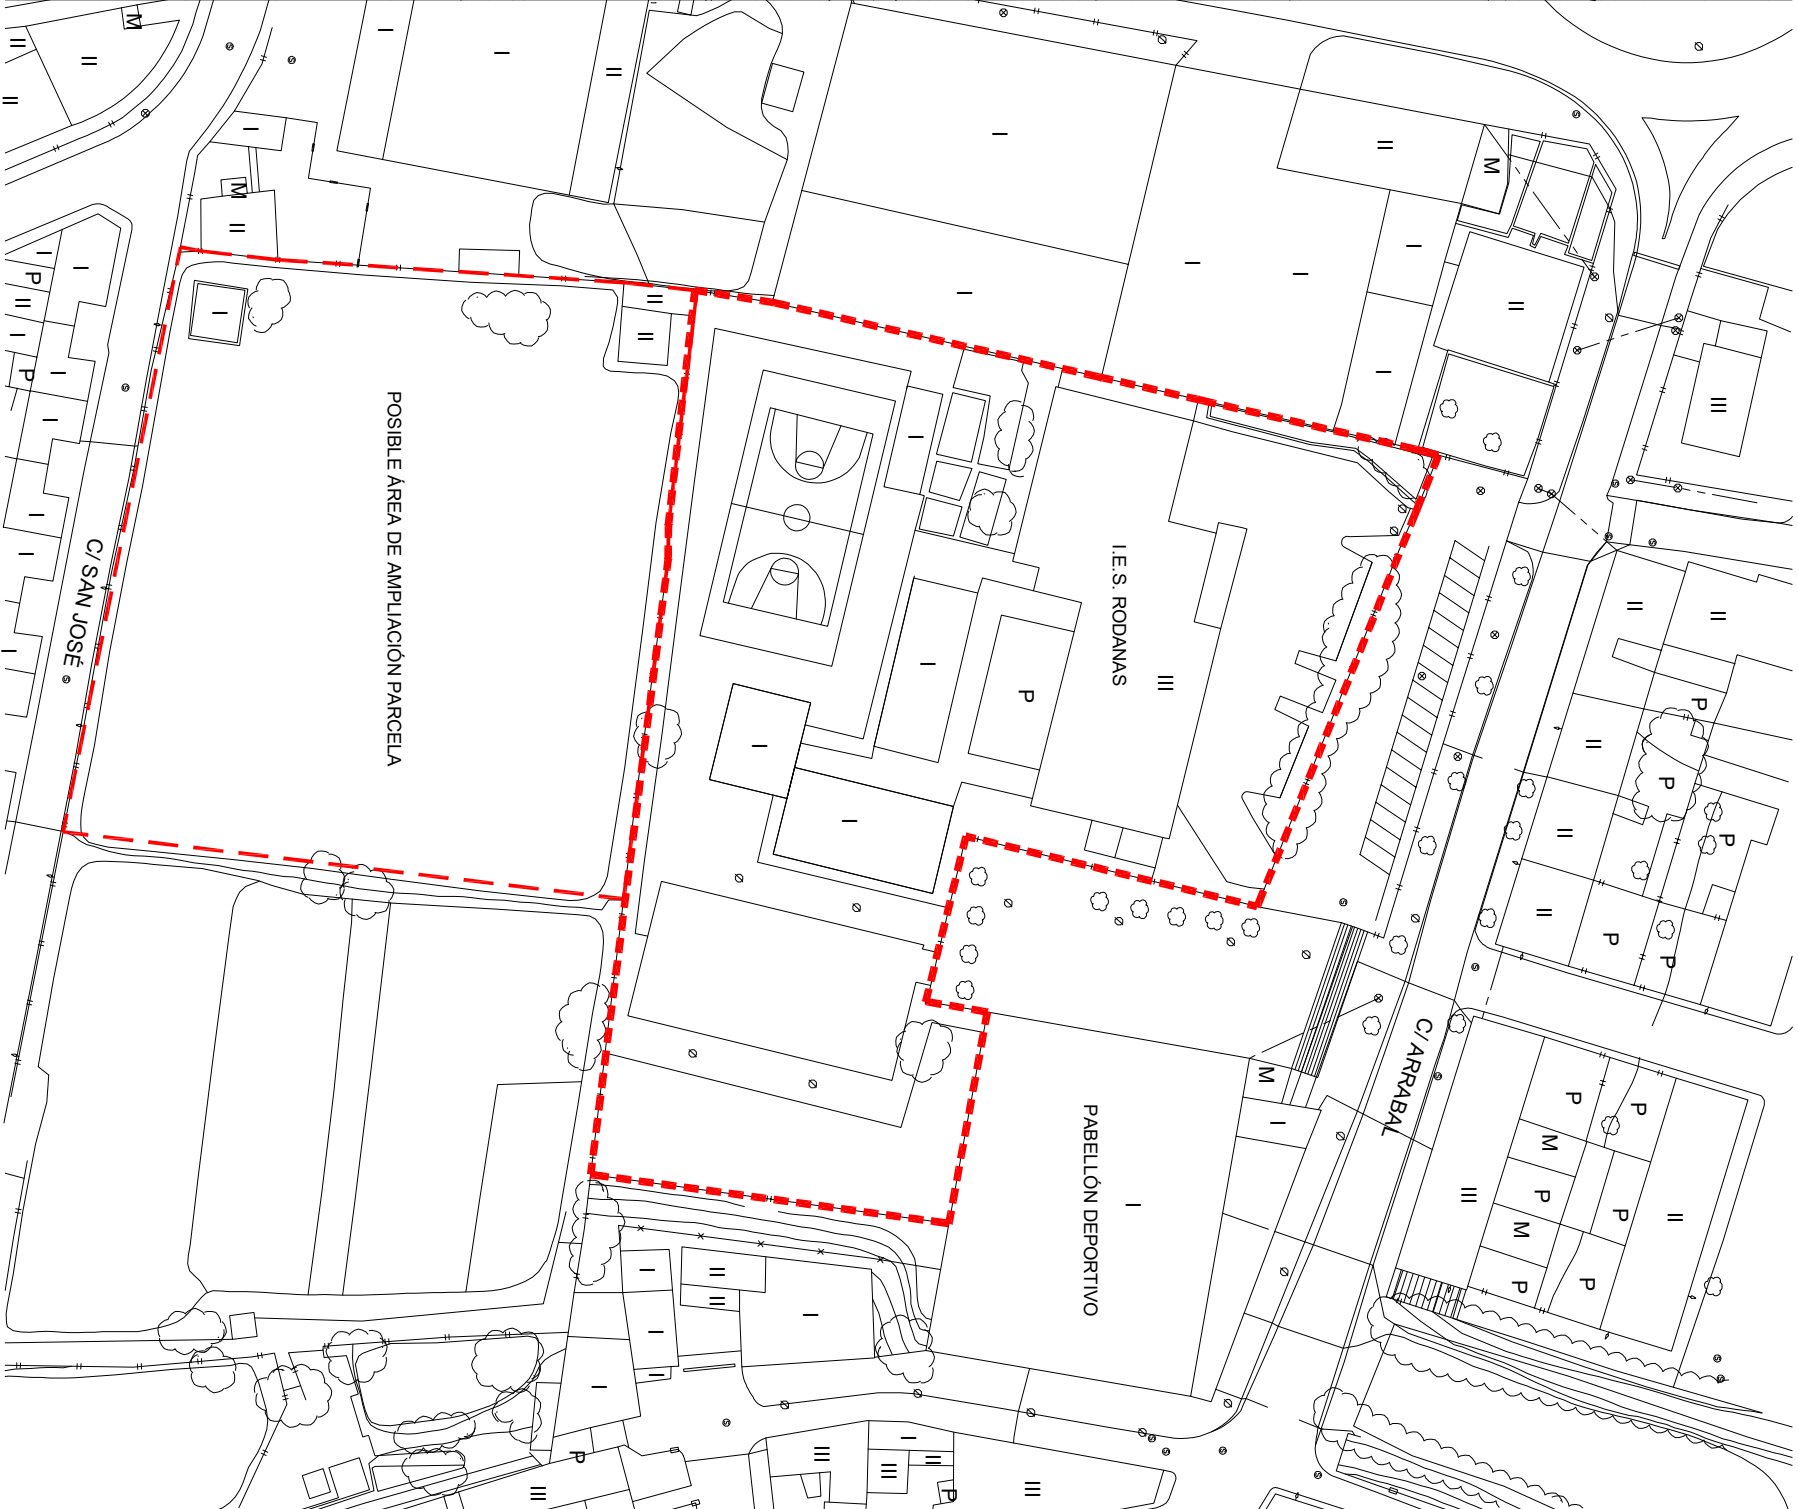 POSIBLE ÁREA DE AMPLIACIÓN PARCELA
C/ SAN JOSÉ
I.E.S. RODANAS
PABELLÓN DEPORTIVO
C/ ARRABAL